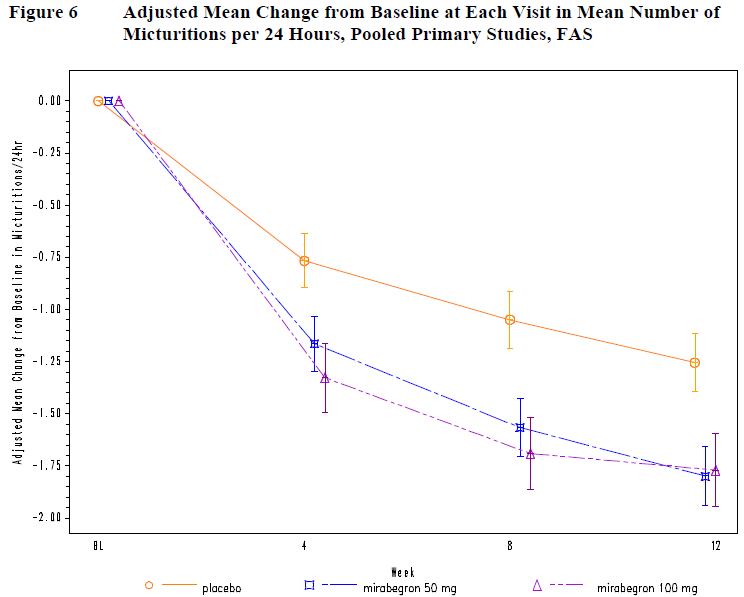 Figure 6 Adjusted Mean Change from Baseline at Each Visit in Mean Number of
Micturitions per 24 Hours, Pooled Primary Studies, FAS
Adjusted Mean Change from Baseline in Micturitions/24hr
0.00
-0.25
-0.50
-0.75
-1.00
-1.25
-1.50
-1.75
-2.00
BL 4 8 12
Week
placebo mirabegron 50 mg mirabegron 100 mg